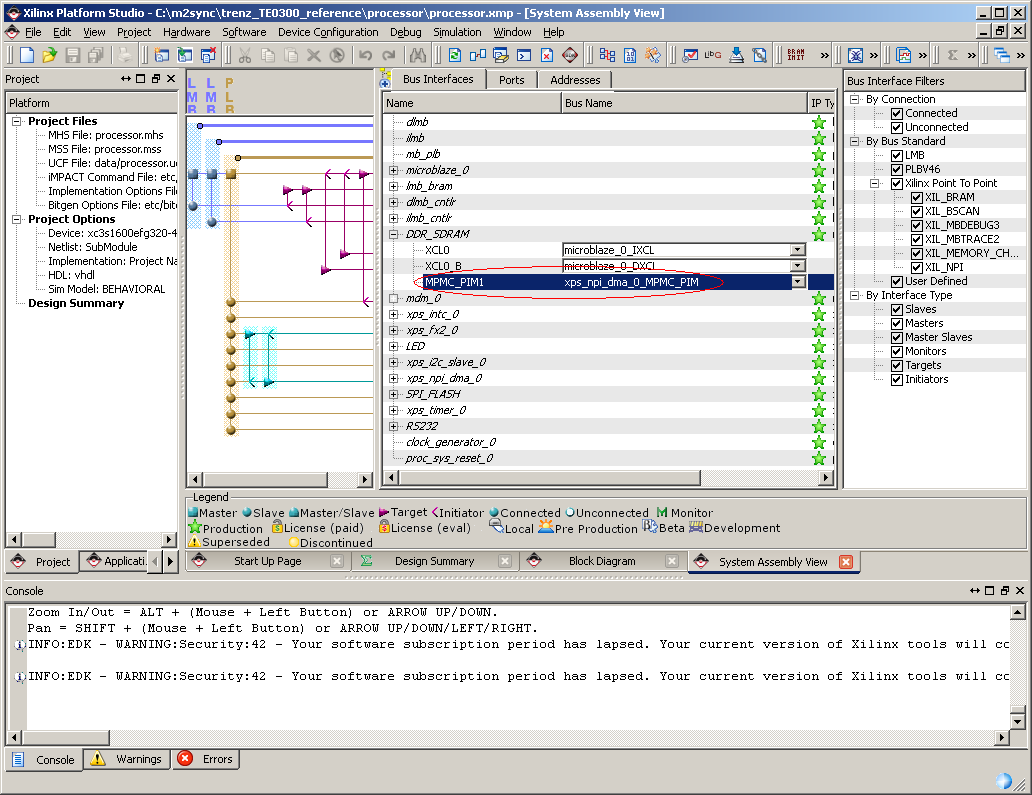 Xilinx Platform Studio - C:\m2sync\trenz_TE0300_reference\processor\processor.xmp - [System Assembly View]
File Edit View Project Hardware Software Device Configuration Debug Simulation Window Help
Project
Platform
Project Files
MHS File: processor.mhs
MSS File: processor.mss
UCF File: data/processor.uc
iMPACT Command File: etc,
Implementation Options File
Bitgen Options File: etc/bit
Project Options
Device: xc3s1600efg320-4
Netlist: SubModule
Implementation: Project Na
HDL: vhdl
Sim Model: BEHAVIORAL
Design Summary
Project Applicati.
L L P
M M L
B B B
Bus Interfaces Ports Addresses
Name Bus Name IP Ty
dlmb
ilmb
mb_plb
microblaze_0
lmb_bram
dlmb_cntlr
ilmb_cntlr
DDR_SDRAM
XCL0 microblaze_0_IXCL
XCL0_B microblaze_0_DXCL
MPMC_PIM1 xps_npi_dma_0_MPMC_PIM
mdm_0
xps_intc_0
xps_fx2_0
LED
xps_i2c_slave_0
xps_npi_dma_0
SPI_FLASH
xps_timer_0
RS232
clock_generator_0
proc_sys_reset_0
Bus Interface Filters
By Connection
Connected
Unconnected
By Bus Standard
LMB
PLBV46
Xilinx Point To Point
XIL_BRAM
XIL_BSCAN
XIL_MBDEBUG3
XIL_MBTRACE2
XIL_MEMORY_CH...
XIL_NPI
User Defined
By Interface Type
Slaves
Masters
Master Slaves
Monitors
Targets
Initiators
Legend
Master Slave Master/Slave Target Initiator Connected Unconnected M Monitor
Production License (paid) License (eval) Local Pre Production Beta Development
Superseded Discontinued
Start Up Page Design Summary Block Diagram System Assembly View
Console
Zoom In/Out = ALT + (Mouse + Left Button) or ARROW UP/DOWN.
Pan = SHIFT + (Mouse + Left Button) or ARROW UP/DOWN/LEFT/RIGHT.
INFO:EDK - WARNING:Security:42 - Your software subscription period has lapsed. Your current version of Xilinx tools will co
INFO:EDK - WARNING:Security:42 - Your software subscription period has lapsed. Your current version of Xilinx tools will co
Console Warnings Errors